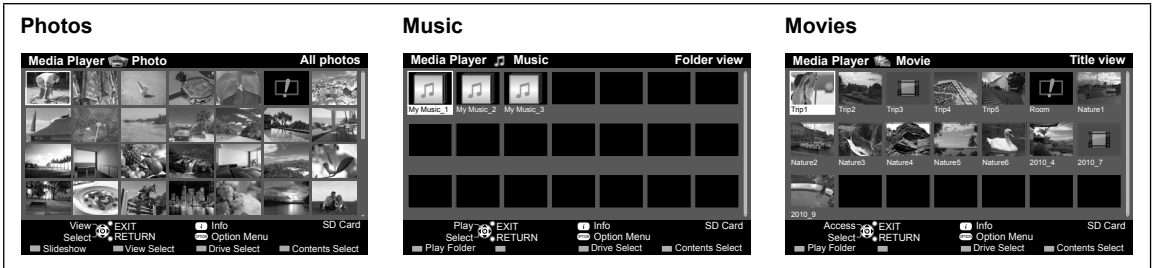 Photos
Media Player Photo All photos
View EXIT Info SD Card
Select RETURN OPTION Option Menu
Slideshow View Select Drive Select Contents Select
Music
Media Player Music Folder view
My Music_1 My Music_2 My Music_3
Play EXIT Info SD Card
Select RETURN OPTION Option Menu
Play Folder Drive Select Contents Select
Movies
Media Player Movie Title view
Trip1 Trip2 Trip3 Trip4 Trip5 Room Nature1
Nature2 Nature3 Nature4 Nature5 Nature6 2010_4 2010_7
2010_9
Access EXIT Info SD Card
Select RETURN OPTION Option Menu
Play Folder Drive Select Contents Select